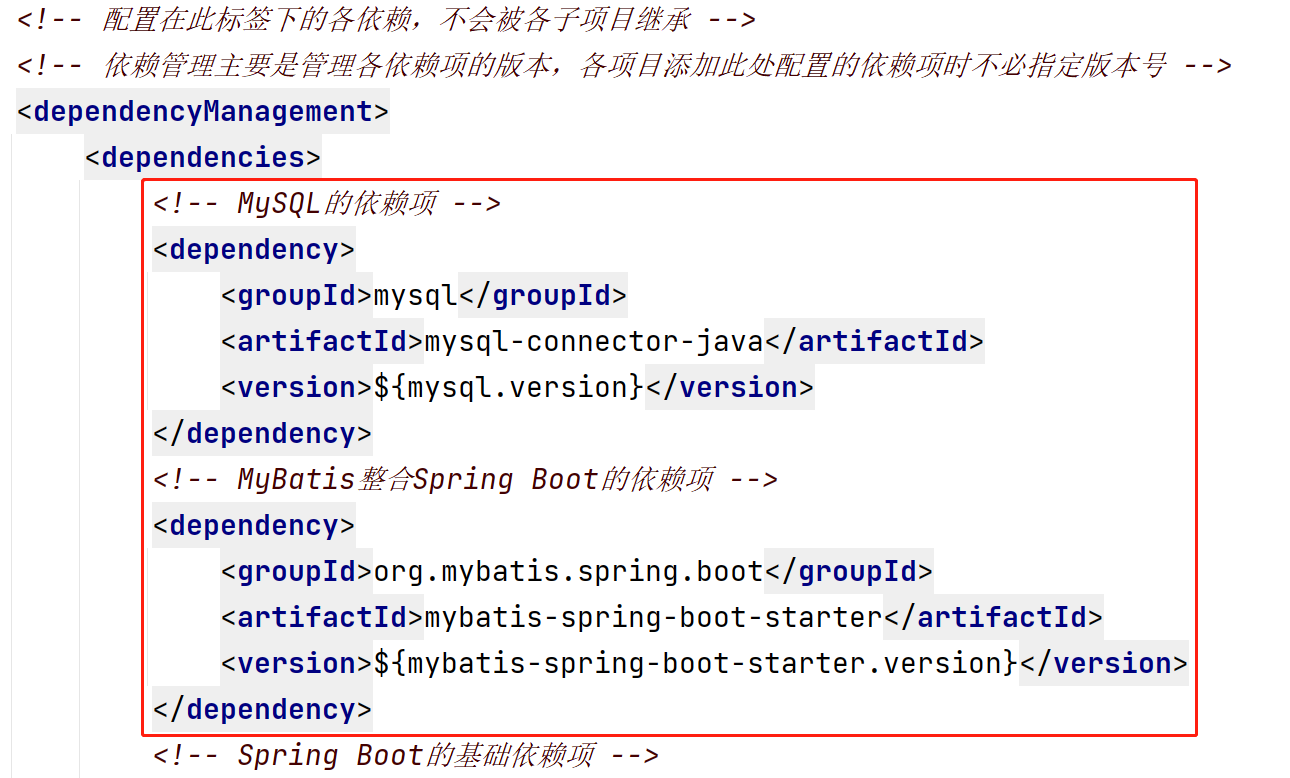 <!-- 配置在此标签下的各依赖，不会被各子项目继承 -->
<!-- 依赖管理主要是管理各依赖项的版本，各项目添加此处配置的依赖项时不必指定版本号 -->
<dependencyManagement>
<dependencies>
<!-- MySQL的依赖项 -->
<dependency>
<groupId>mysql</groupId>
<artifactId>mysql-connector-java</artifactId>
<version>${mysql.version}</version>
</dependency>
<!-- MyBatis整合Spring Boot的依赖项 -->
<dependency>
<groupId>org.mybatis.spring.boot</groupId>
<artifactId>mybatis-spring-boot-starter</artifactId>
<version>${mybatis-spring-boot-starter.version}</version>
</dependency>
<!-- Spring Boot的基础依赖项 -->